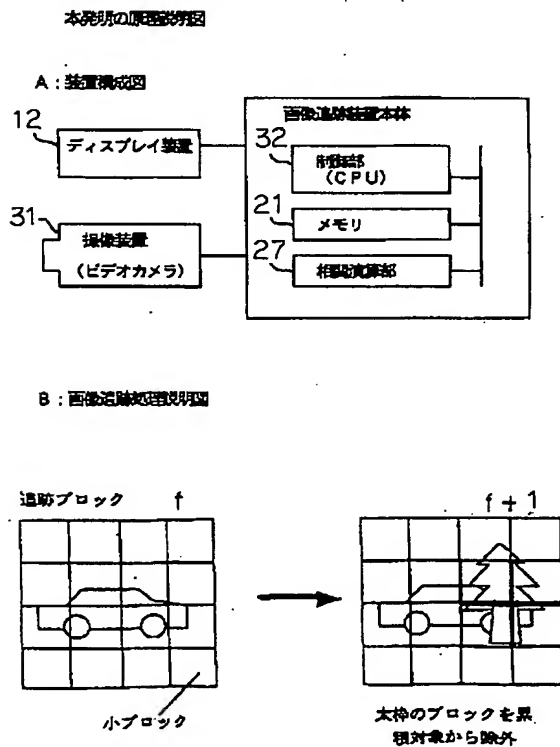 本発明の原理説明図
A：装置構成図
12
ディスプレイ装置
31
撮像装置
（ビデオカメラ）
画像追跡装置本体
32
制御部
（CPU）
21
メモリ
27
相関演算部
B：画像追跡処理説明図
追跡ブロック f
小ブロック
f＋1
太枠のブロックを累
積対象から除外